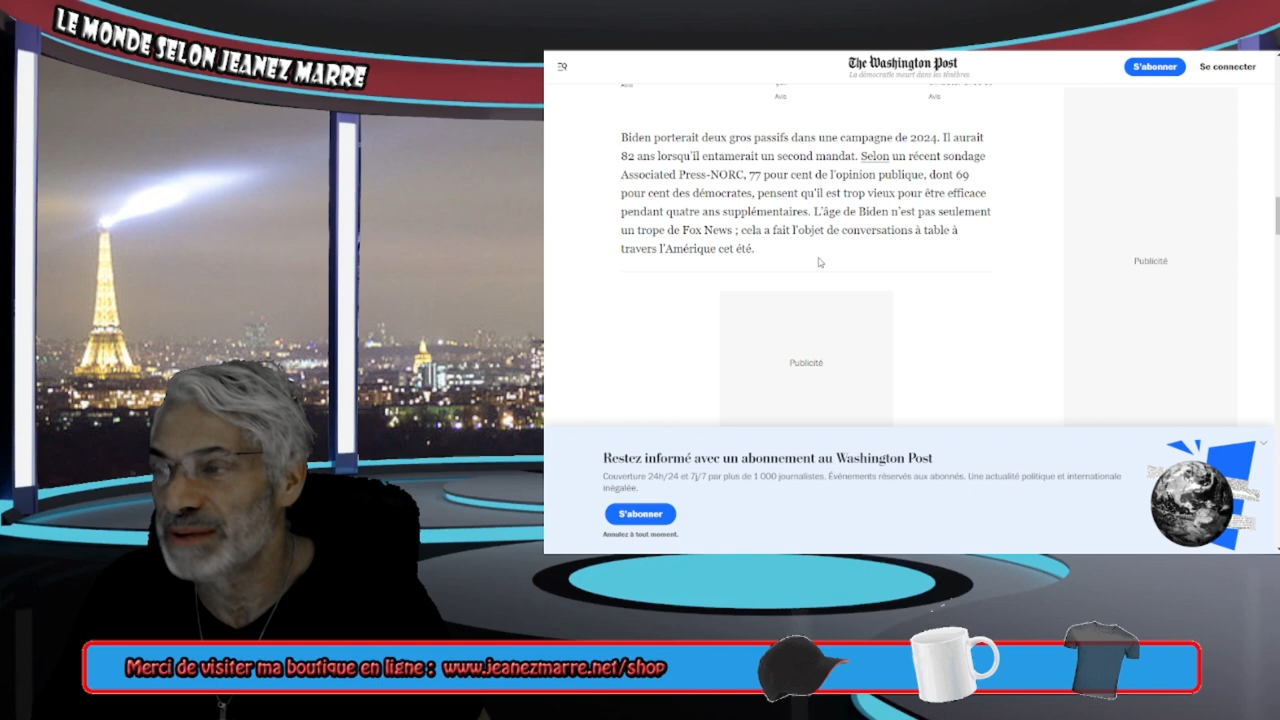 LE MONDE SELON JEANEZ MARRE
The Washington Post
La démocratie meurt dans les ténèbres
S'abonner
Se connecter
Avis
Avis
Avis
Biden porterait deux gros passifs dans une campagne de 2024. Il aurait
82 ans lorsqu'il entamerait un second mandat. Selon un récent sondage
Associated Press-NORC, 77 pour cent de l'opinion publique, dont 69
pour cent des démocrates, pensent qu'il est trop vieux pour être efficace
pendant quatre ans supplémentaires. L'âge de Biden n'est pas seulement
un trope de Fox News ; cela a fait l'objet de conversations à table à
travers l'Amérique cet été.
Publicité
Publicité
Restez informé avec un abonnement au Washington Post
Couverture 24h/24 et 7j/7 par plus de 1 000 journalistes. Événements réservés aux abonnés. Une actualité politique et internationale
inégalée.
S'abonner
Annulez à tout moment.
Merci de visiter ma boutique en ligne : www.jeanezmarre.net/shop